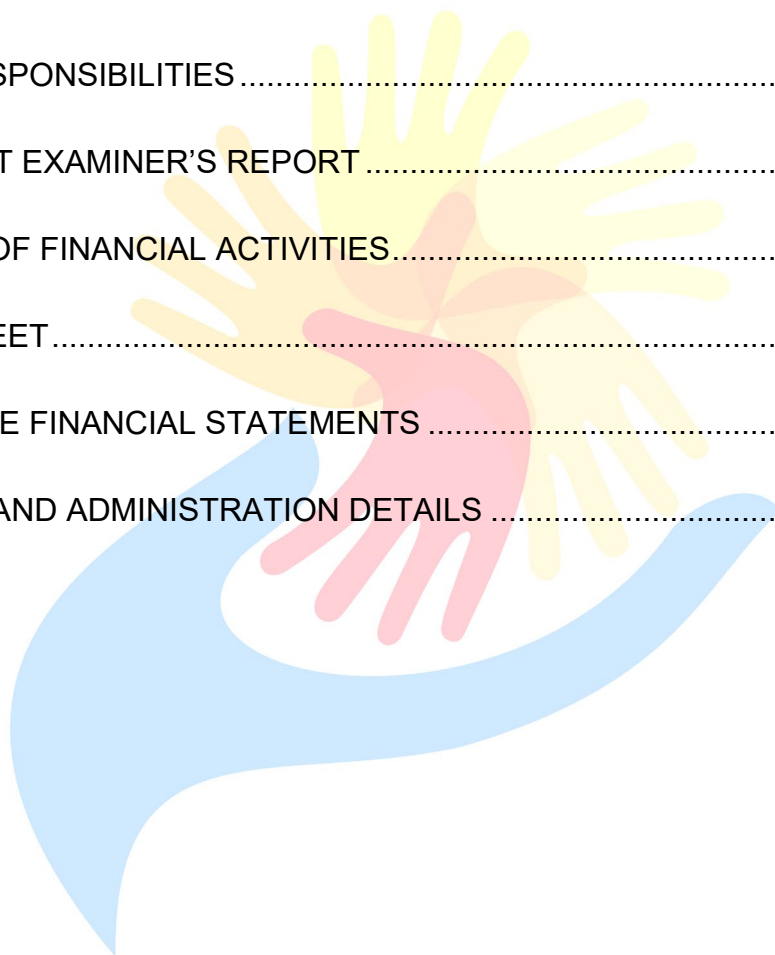 SPONSIBILITIES................................................................
T EXAMINER'S REPORT................................................
OF FINANCIAL ACTIVITIES.............................................
EET.................................................................................
E FINANCIAL STATEMENTS.........................................
AND ADMINISTRATION DETAILS..................................